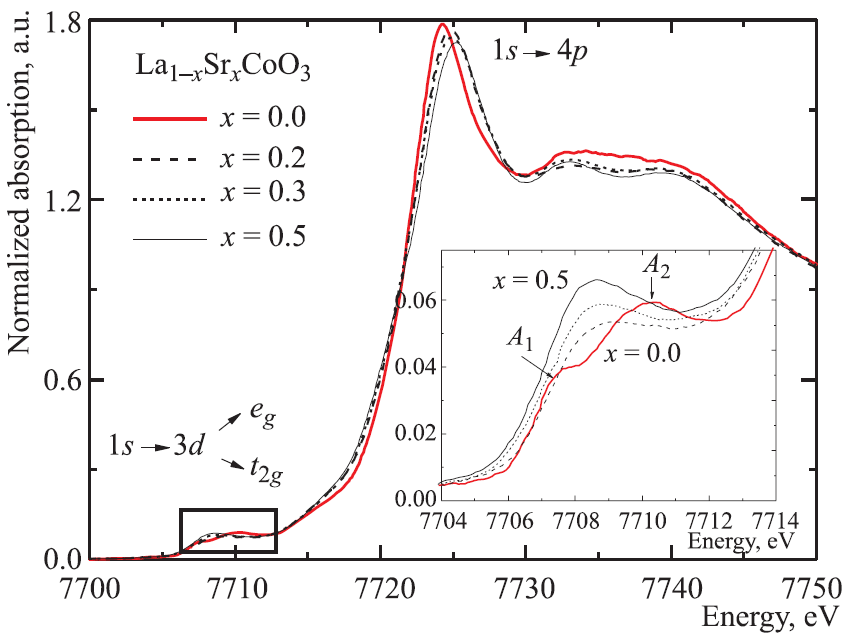 Normalized absorption, a.u.
1.8
1.2
0.6
0.0
La1–xSrxCoO3
x = 0.0
x = 0.2
x = 0.3
x = 0.5
1s → 4p
1s → 3d
eg
t2g
0.06
0.04
0.02
0.00
x = 0.5
A2
A1
x = 0.0
7704 7706 7708 7710 7712 7714
Energy, eV
7700 7710 7720 7730 7740 7750
Energy, eV